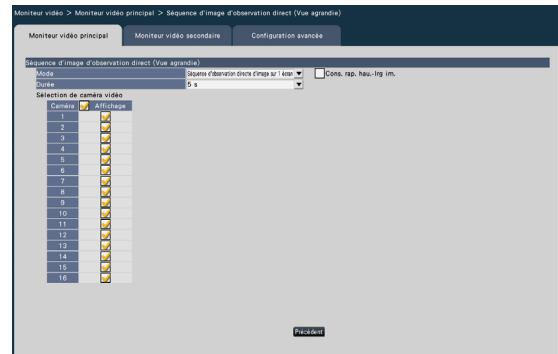 Moniteur vidéo > Moniteur vidéo principal > Séquence d'image d'observation direct (Vue agrandie)
Moniteur vidéo principal Moniteur vidéo secondaire Configuration avancée
Séquence d'image d'observation direct (Vue agrandie)
Mode Séquence d'observation directe d'image sur 1 écran Cons. rap. hau.-lrg im.
Durée 5 s
Sélection de caméra vidéo
Caméra Affichage
1
2
3
4
5
6
7
8
9
10
11
12
13
14
15
16
Précédent